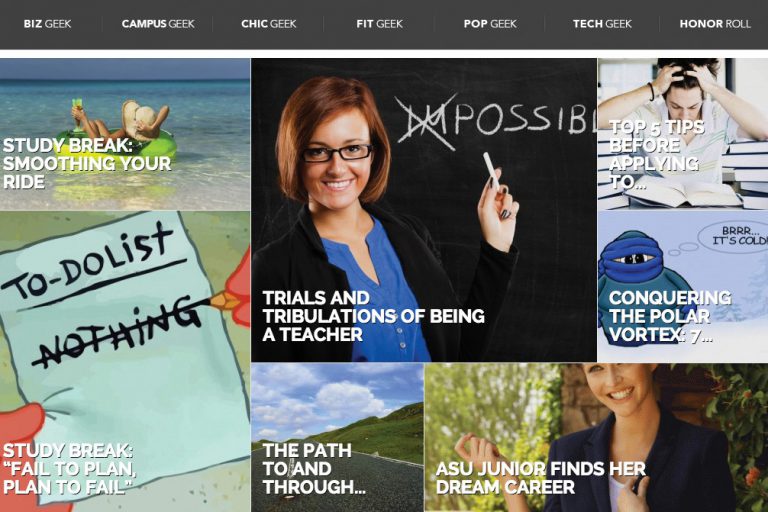 BIZ GEEK
CAMPUS GEEK
CHIC GEEK
FIT GEEK
POP GEEK
TECH GEEK
HONOR ROLL
STUDY BREAK:
SMOOTHING YOUR
RIDE
IMPOSSIBL
TRIALS AND
TRIBULATIONS OF BEING
A TEACHER
TOP 5 TIPS
BEFORE
APPLYING
TO...
TO-DO LIST
NOTHING
STUDY BREAK:
“FAIL TO PLAN,
PLAN TO FAIL”
BRRR...
IT'S COLD!
CONQUERING
THE POLAR
VORTEX: 7...
THE PATH
TO AND
THROUGH...
ASU JUNIOR FINDS HER
DREAM CAREER